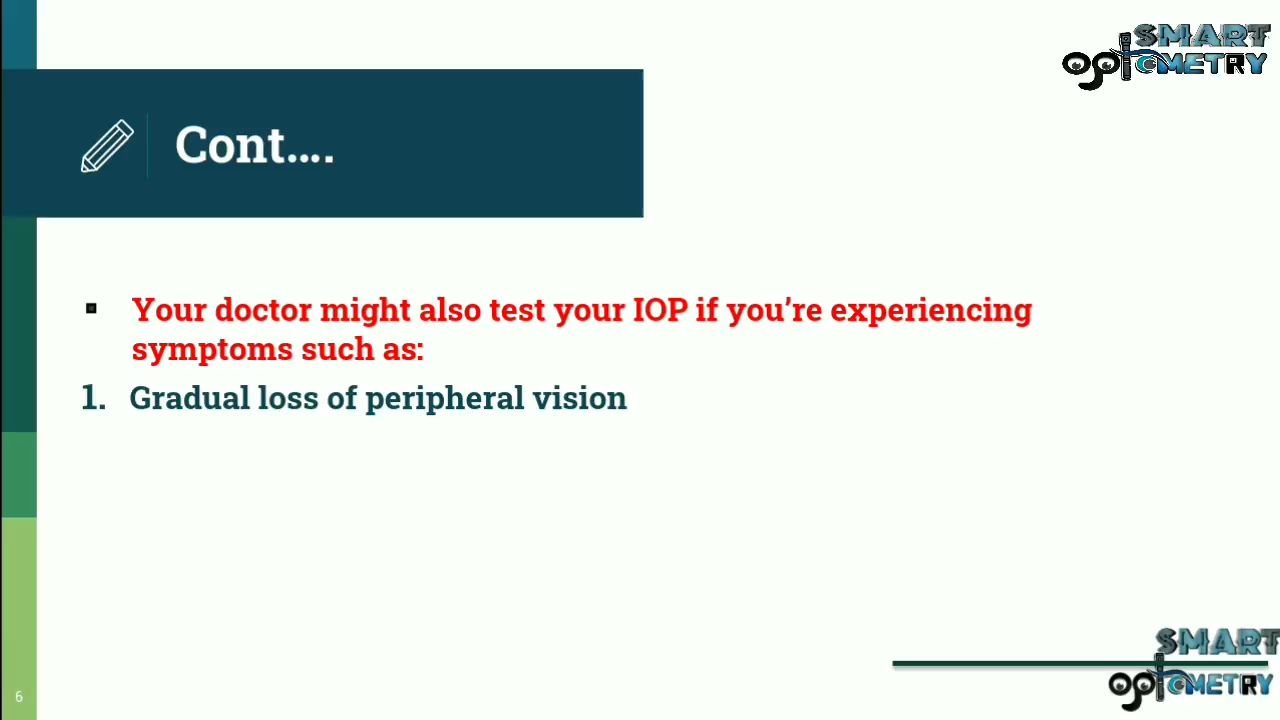 SMART
OptOMETRY
Cont....
▪ Your doctor might also test your IOP if you’re experiencing
symptoms such as:
1. Gradual loss of peripheral vision
SMART
OptOMETRY
6